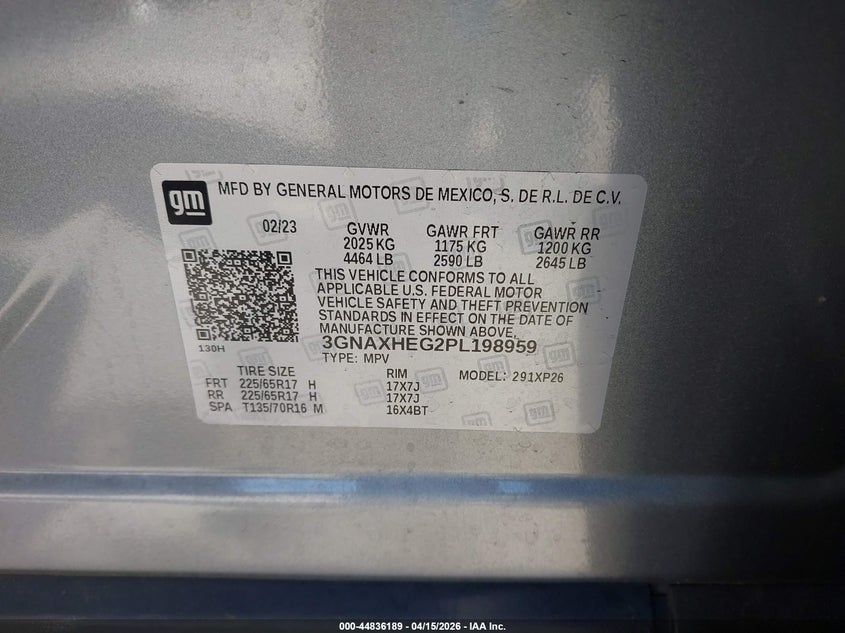 gm
MFD BY GENERAL MOTORS DE MEXICO, S. DE R.L. DE C.V.
02/23 GVWR GAWR FRT GAWR RR
2025 KG 1175 KG 1200 KG
4464 LB 2590 LB 2645 LB
THIS VEHICLE CONFORMS TO ALL
APPLICABLE U.S. FEDERAL MOTOR
VEHICLE SAFETY AND THEFT PREVENTION
STANDARDS IN EFFECT ON THE DATE OF
MANUFACTURE SHOWN ABOVE.
130H
3GNAXHEG2PL198959
TYPE: MPV
TIRE SIZE RIM MODEL: 291XP26
FRT 225/65R17 H 17X7J
RR 225/65R17 H 17X7J
SPA T135/70R16 M 16X4BT
000-44836189 - 04/15/2026 - IAA Inc.